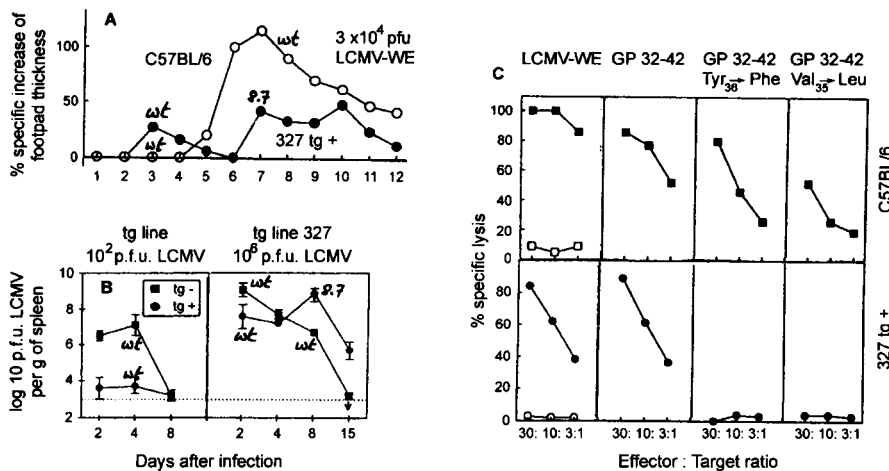 A
% specific increase of
footpad thickness
100
50
0
C57BL/6
wt
3 x10⁴ pfu
LCMV-WE
wt
wt
8.7
327 tg +
1 2 3 4 5 6 7 8 9 10 11 12
tg line
10² p.f.u. LCMV
tg line 327
10⁶ p.f.u. LCMV
B
log 10 p.f.u. LCMV
per g of spleen
10
8
6
4
2
tg -
tg +
wt
wt
wt
wt
wt
8.7
2 4 8 2 4 8 15
Days after infection
C
LCMV-WE
GP 32-42
GP 32-42
Tyr₃₆→ Phe
GP 32-42
Val₃₅→ Leu
% specific lysis
100
80
60
40
20
0
C57BL/6
80
60
40
20
0
327 tg +
30: 10: 3:1 30: 10: 3:1 30: 10: 3:1 30: 10: 3:1
Effector : Target ratio